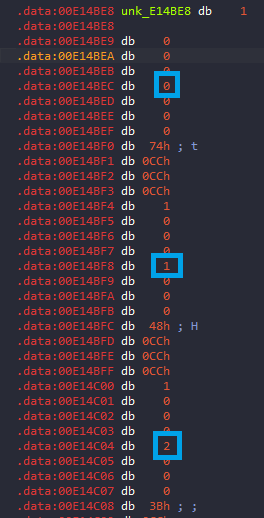 .data:00E14BE8 unk_E14BE8 db 1
.data:00E14BE8
.data:00E14BE9 db 0
.data:00E14BEA db 0
.data:00E14BEB db 0
.data:00E14BEC db 0
.data:00E14BED db 0
.data:00E14BEE db 0
.data:00E14BEF db 0
.data:00E14BF0 db 74h ; t
.data:00E14BF1 db 0CCh
.data:00E14BF2 db 0CCh
.data:00E14BF3 db 0CCh
.data:00E14BF4 db 1
.data:00E14BF5 db 0
.data:00E14BF6 db 0
.data:00E14BF7 db 0
.data:00E14BF8 db 1
.data:00E14BF9 db 0
.data:00E14BFA db 0
.data:00E14BFB db 0
.data:00E14BFC db 48h ; H
.data:00E14BFD db 0CCh
.data:00E14BFE db 0CCh
.data:00E14BFF db 0CCh
.data:00E14C00 db 1
.data:00E14C01 db 0
.data:00E14C02 db 0
.data:00E14C03 db 0
.data:00E14C04 db 2
.data:00E14C05 db 0
.data:00E14C06 db 0
.data:00E14C07 db 0
.data:00E14C08 db 3Bh ; ;
.data:00E14C09 db 0CCh